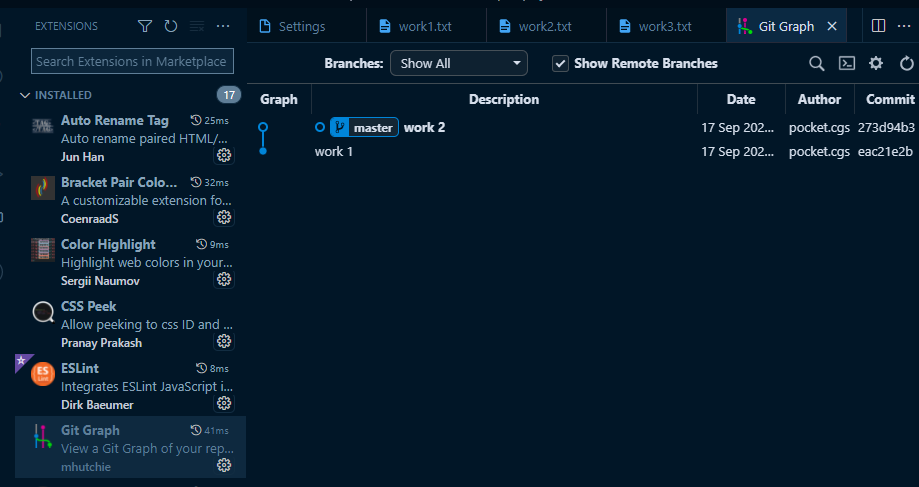 EXTENSIONS
Search Extensions in Marketplace
INSTALLED 17
Auto Rename Tag 25ms
Auto rename paired HTML/...
Jun Han
Bracket Pair Colo... 32ms
A customizable extension fo...
CoenraadS
Color Highlight 9ms
Highlight web colors in your...
Sergii Naumov
CSS Peek
Allow peeking to css ID and ...
Pranay Prakash
ESLint 8ms
Integrates ESLint JavaScript i...
Dirk Baeumer
Git Graph 41ms
View a Git Graph of your rep...
mhutchie
Settings work1.txt work2.txt work3.txt Git Graph
Branches: Show All Show Remote Branches
Graph Description Date Author Commit
master work 2 17 Sep 202... pocket.cgs 273d94b3
work 1 17 Sep 202... pocket.cgs eac21e2b